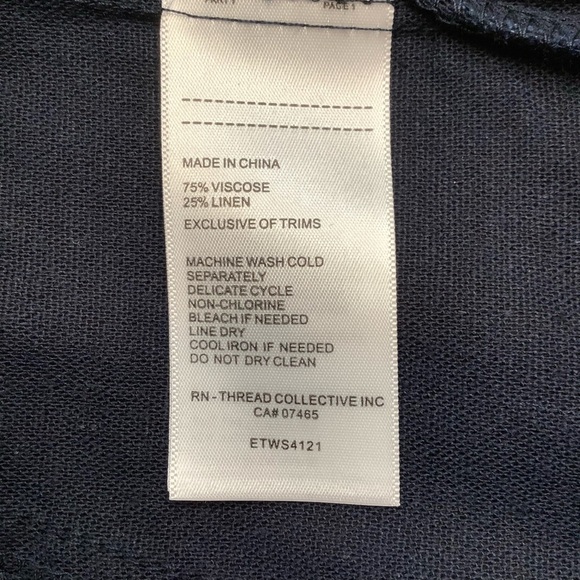 PAGE 1
MADE IN CHINA
75% VISCOSE
25% LINEN
EXCLUSIVE OF TRIMS
MACHINE WASH COLD
SEPARATELY
DELICATE CYCLE
NON-CHLORINE
BLEACH IF NEEDED
LINE DRY
COOL IRON IF NEEDED
DO NOT DRY CLEAN
RN - THREAD COLLECTIVE INC
CA# 07465
ETWS4121